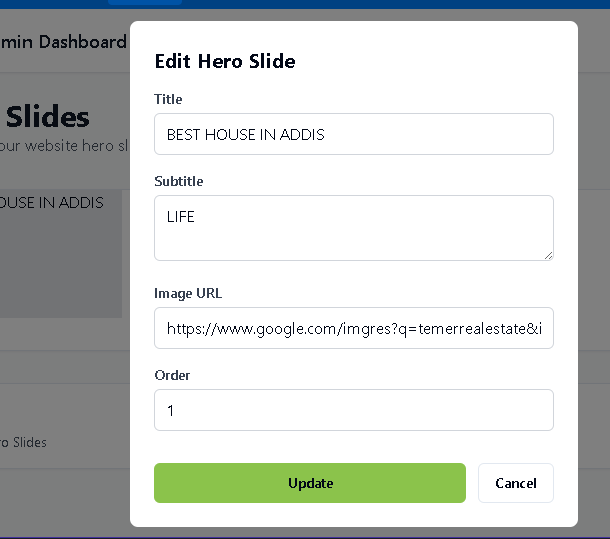 min Dashboard
Slides
our website hero sl
OUSE IN ADDIS
o Slides
Edit Hero Slide
Title
BEST HOUSE IN ADDIS
Subtitle
LIFE
Image URL
https://www.google.com/imgres?q=temerrealestate&i
Order
1
Update
Cancel